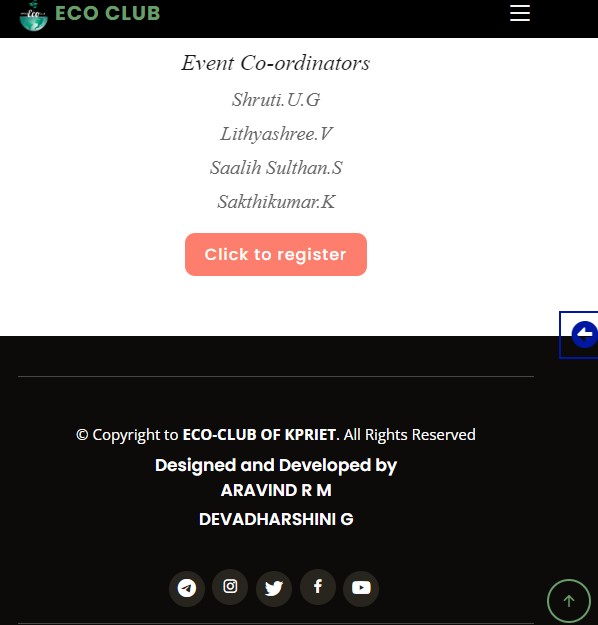 Eco
ECO CLUB
Event Co-ordinators
Shruti.U.G
Lithyashree.V
Saalih Sulthan.S
Sakthikumar.K
Click to register
© Copyright to ECO-CLUB OF KPRIET. All Rights Reserved
Designed and Developed by
ARAVIND R M
DEVADHARSHINI G